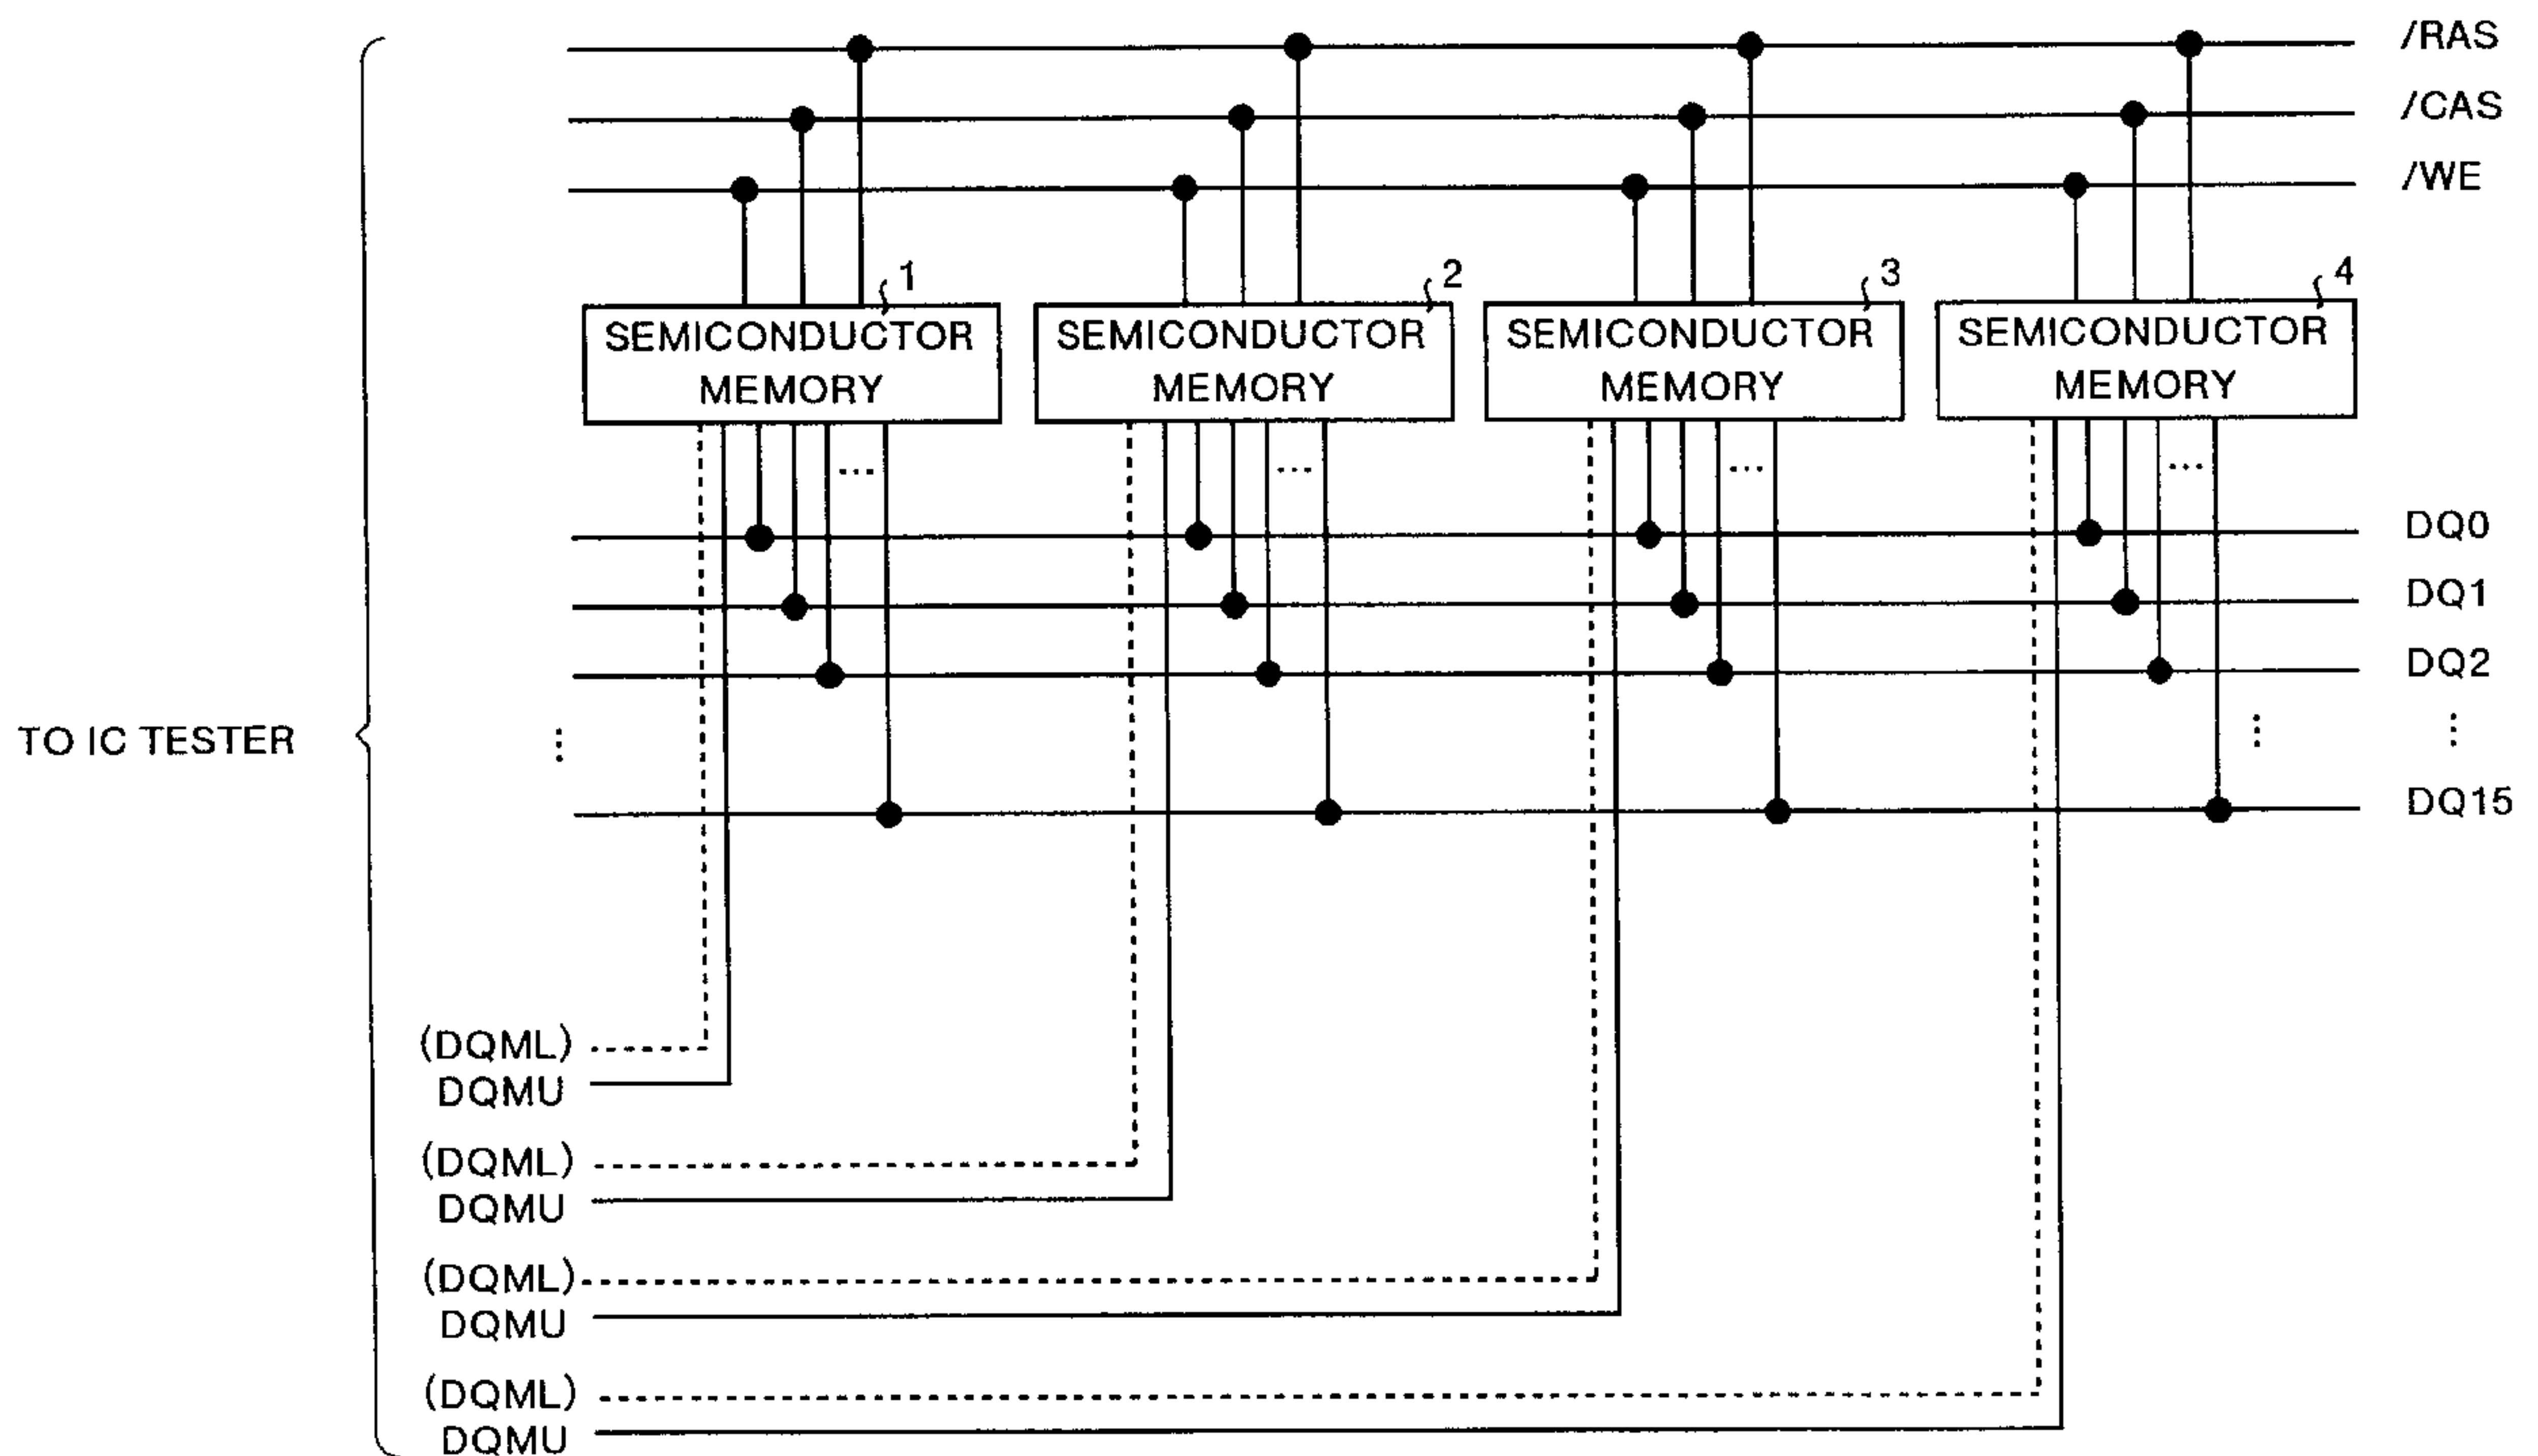 /RAS
/CAS
/WE
1
2
3
4
SEMICONDUCTOR
MEMORY
SEMICONDUCTOR
MEMORY
SEMICONDUCTOR
MEMORY
SEMICONDUCTOR
MEMORY
...
...
...
...
DQ0
DQ1
DQ2
TO IC TESTER
DQ15
(DQML)
DQMU
(DQML)
DQMU
(DQML)
DQMU
(DQML)
DQMU